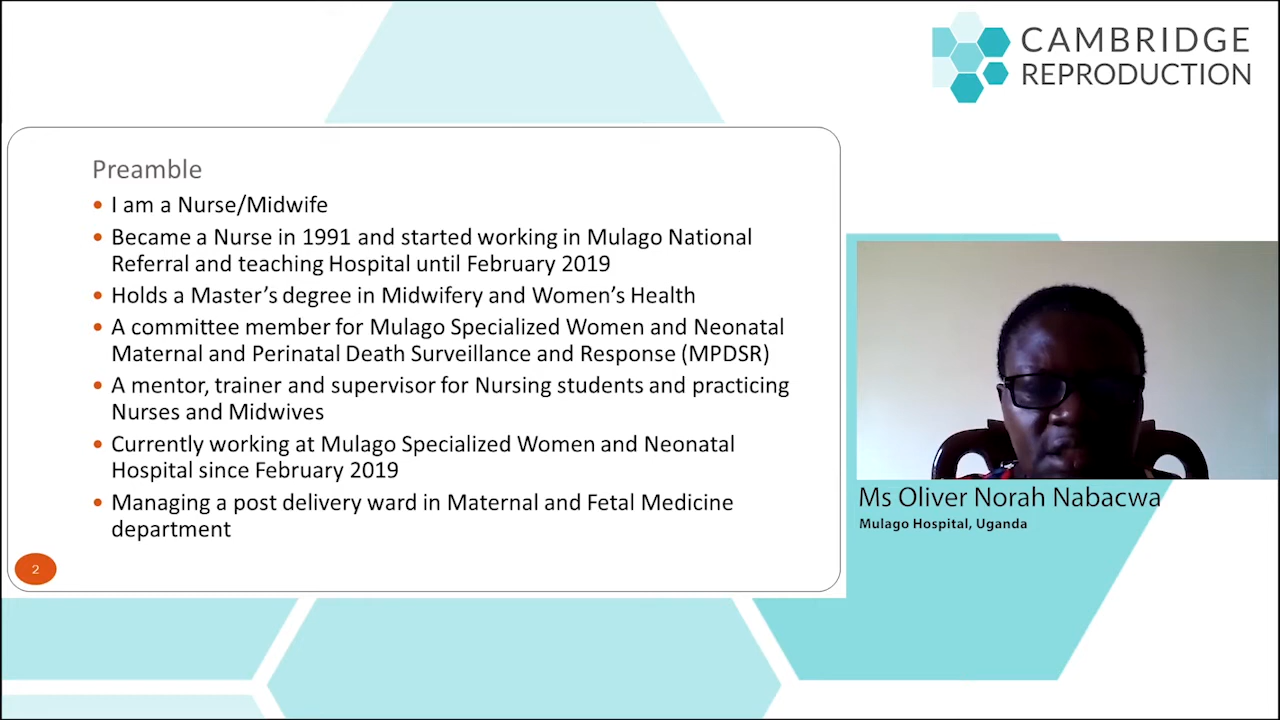 CAMBRIDGE
REPRODUCTION
Preamble
• I am a Nurse/Midwife
• Became a Nurse in 1991 and started working in Mulago National
Referral and teaching Hospital until February 2019
• Holds a Master's degree in Midwifery and Women's Health
• A committee member for Mulago Specialized Women and Neonatal
Maternal and Perinatal Death Surveillance and Response (MPDSR)
• A mentor, trainer and supervisor for Nursing students and practicing
Nurses and Midwives
• Currently working at Mulago Specialized Women and Neonatal
Hospital since February 2019
• Managing a post delivery ward in Maternal and Fetal Medicine
department
2
Ms Oliver Norah Nabacwa
Mulago Hospital, Uganda